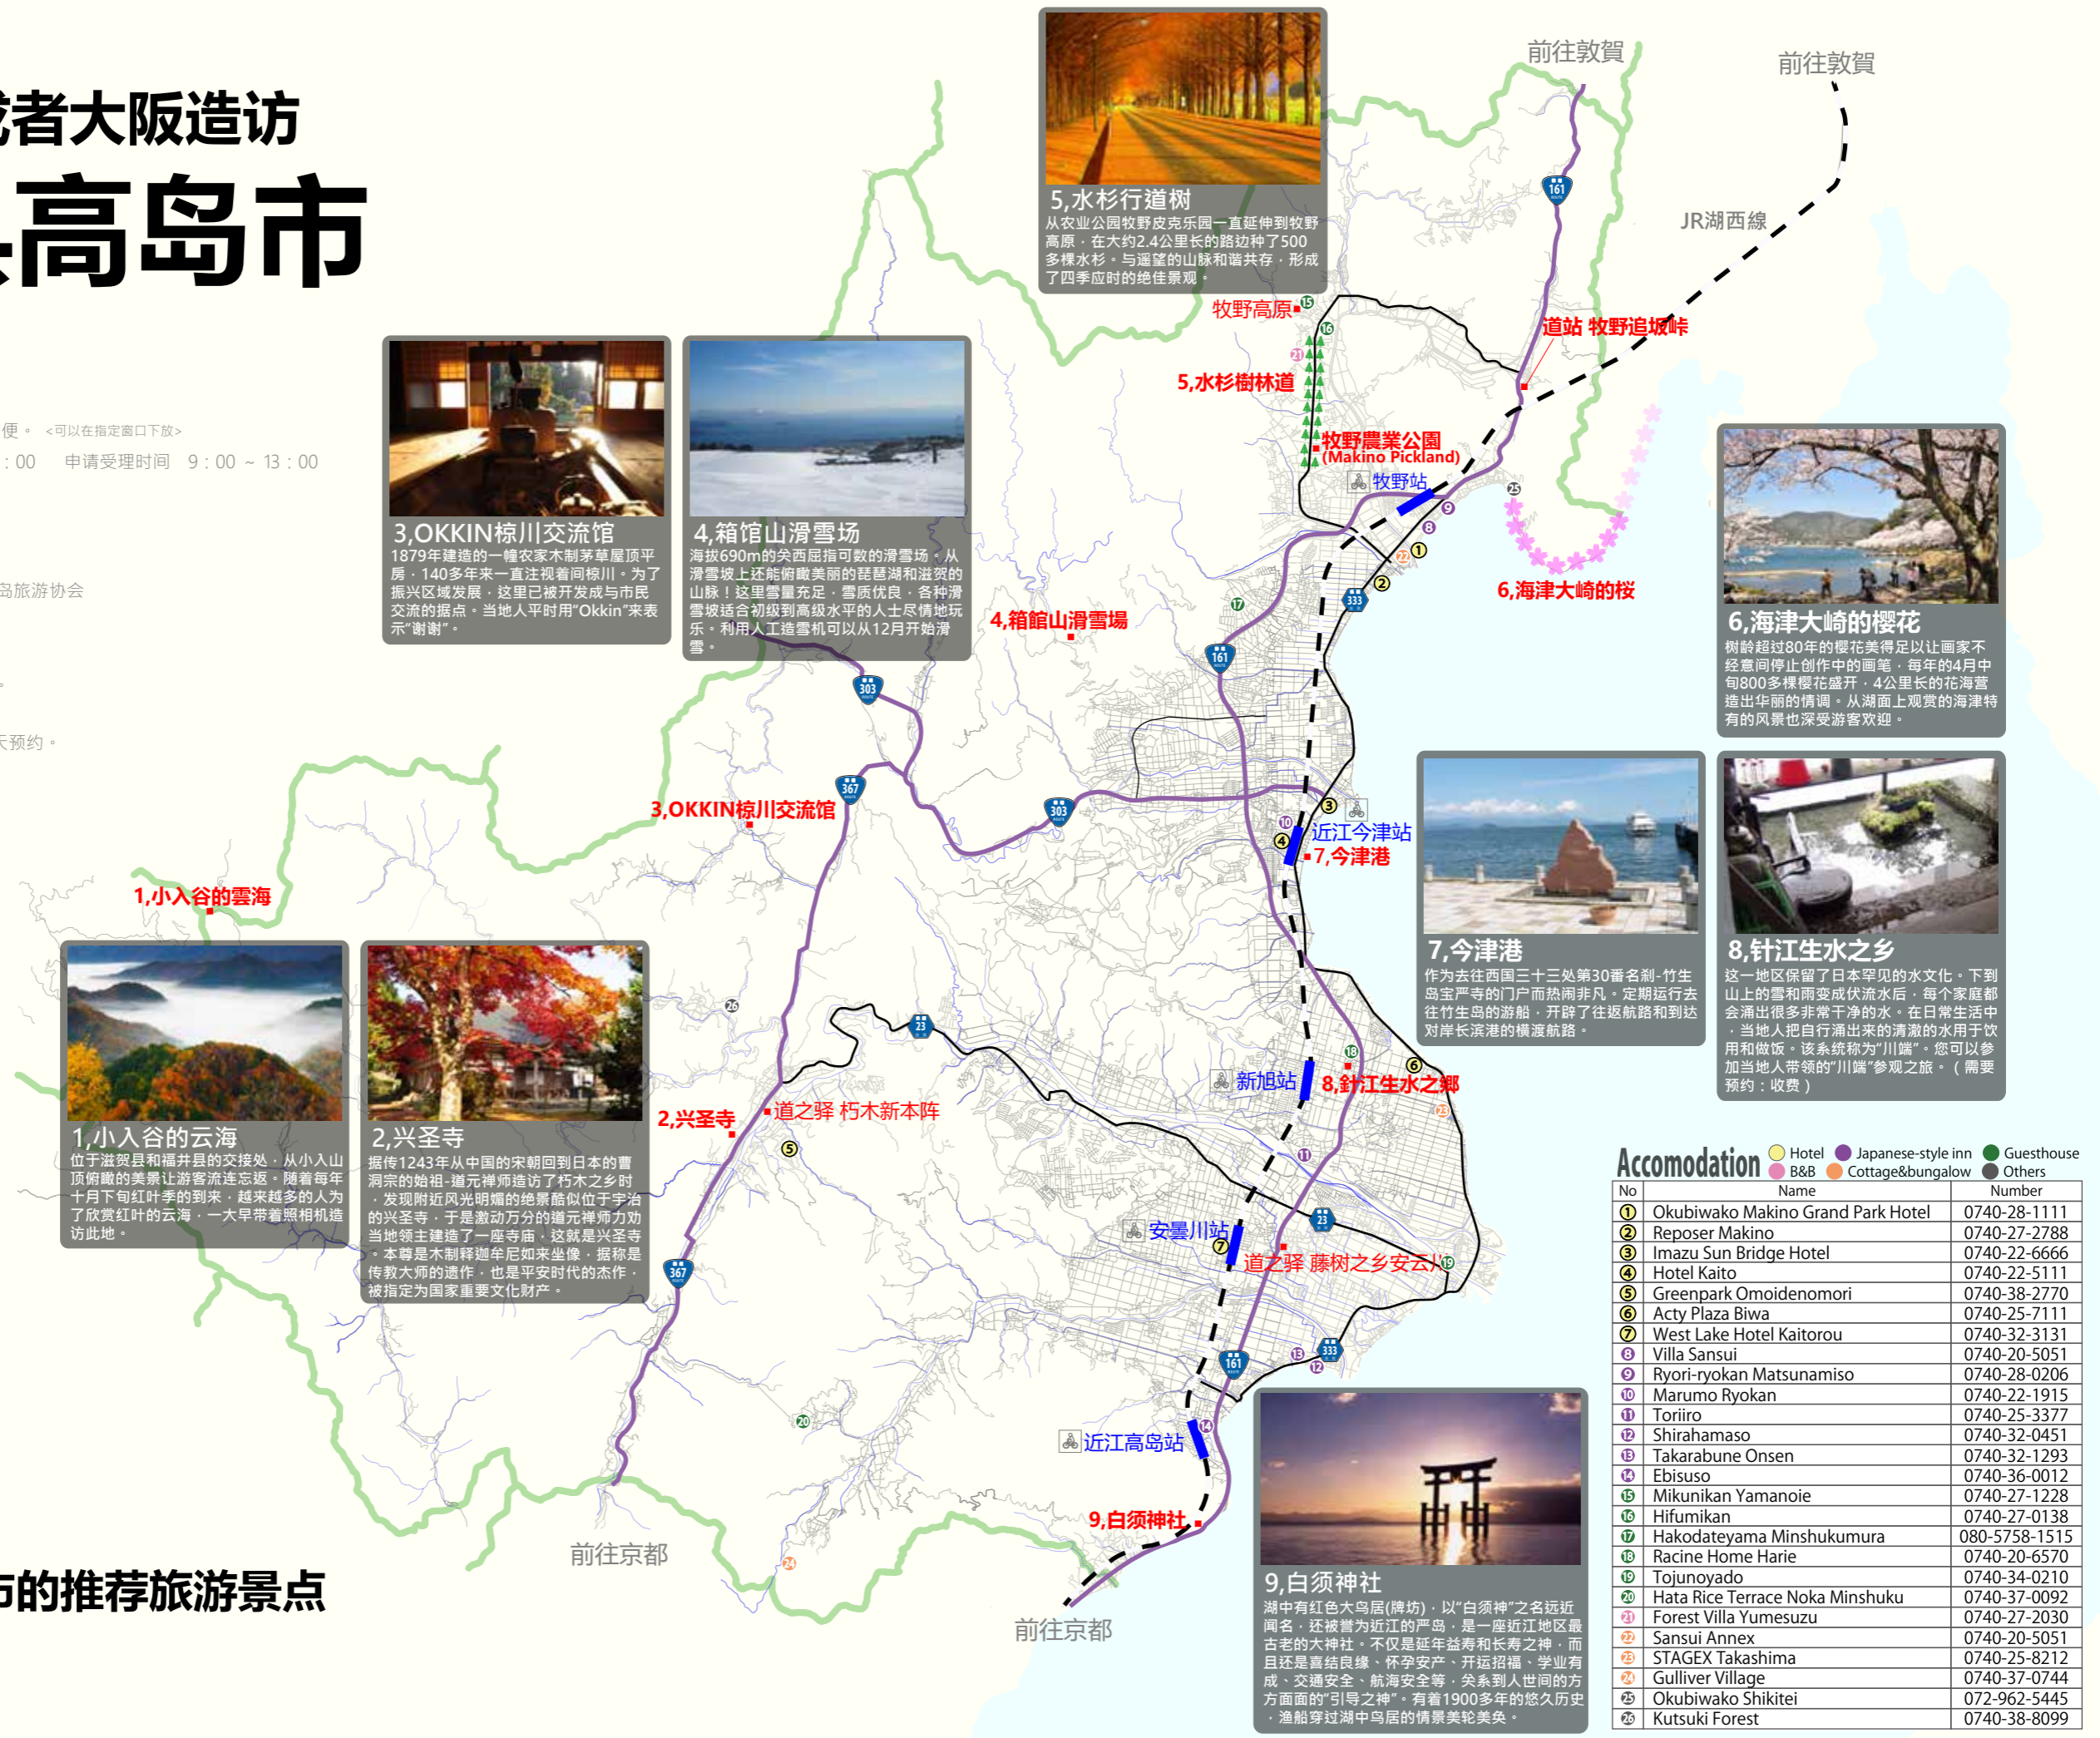 或者大阪造访
高岛市
便。 <可以在指定窗口下放>
:00 申请受理时间 9:00 ~ 13:00
岛旅游协会
。
天预约。
市的推荐旅游景点
前往敦賀
前往敦賀
JR湖西線
161
5,水杉行道树
从农业公园牧野皮克乐园一直延伸到牧野
高原,在大约2.4公里长的路边种了500
多棵水杉。与遥望的山脉和谐共存,形成
了四季应时的绝佳景观。
牧野高原
15
16
21
道站 牧野追坂峠
5,水杉樹林道
牧野農業公園
(Makino Pickland)
牧野站
25
9
8
22
1
2
333
6,海津大崎的桜
3,OKKIN椋川交流馆
1879年建造的一幢农家木制茅草屋顶平
房,140多年来一直注视着间椋川。为了
振兴区域发展,这里已被开发成与市民
交流的据点。当地人平时用“Okkin”来表
示“谢谢”。
4,箱馆山滑雪场
海拔690m的关西屈指可数的滑雪场。从
滑雪坡上还能俯瞰美丽的琵琶湖和滋贺的
山脉!这里雪量充足,雪质优良,各种滑
雪坡适合初级到高级水平的人士尽情地玩
乐。利用人工造雪机可以从12月开始滑
雪。
6,海津大崎的樱花
树龄超过80年的樱花美得足以让画家不
经意间停止创作中的画笔,每年的4月中
旬800多棵樱花盛开,4公里长的花海营
造出华丽的情调。从湖面上观赏的海津特
有的风景也深受游客欢迎。
17
4,箱館山滑雪場
161
303
367
303
3,OKKIN椋川交流馆
3
10
近江今津站
4
7,今津港
1,小入谷的雲海
7,今津港
作为去往西国三十三处第30番名刹-竹生
岛宝严寺的门户而热闹非凡。定期运行去
往竹生岛的游船,开辟了往返航路和到达
对岸长滨港的横渡航路。
8,针江生水之乡
这一地区保留了日本罕见的水文化。下到
山上的雪和雨变成伏流水后,每个家庭都
会涌出很多非常干净的水。在日常生活中
,当地人把自行涌出来的清澈的水用于饮
用和做饭。该系统称为“川端”。您可以参
加当地人带领的“川端”参观之旅。(需要
预约:收费)
1,小入谷的云海
位于滋贺县和福井县的交接处,从小入山
顶俯瞰的美景让游客流连忘返。随着每年
十月下旬红叶季的到来,越来越多的人为
了欣赏红叶的云海,一大早带着照相机造
访此地。
2,兴圣寺
据传1243年从中国的宋朝回到日本的曹
洞宗的始祖-道元禅师造访了朽木之乡时
,发现附近风光明媚的绝景酷似位于宇治
的兴圣寺,于是激动万分的道元禅师力劝
当地领主建造了一座寺庙,这就是兴圣寺
。本尊是木制释迦牟尼如来坐像,据称是
传教大师的遗作,也是平安时代的杰作,
被指定为国家重要文化财产。
26
23
18
6
新旭站
8,針江生水之郷
23
2,兴圣寺
道之驿 朽木新本阵
5
11
23
安曇川站
7
道之驿 藤树之乡安云川
19
367
333
13
12
161
20
14
近江高岛站
9,白须神社
24
前往京都
前往京都
9,白须神社
湖中有红色大鸟居(牌坊),以“白须神”之名远近
闻名,还被誉为近江的严岛,是一座近江地区最
古老的大神社。不仅是延年益寿和长寿之神,而
且还是喜结良缘、怀孕安产、开运招福、学业有
成、交通安全、航海安全等,关系到人世间的方
方面面的“引导之神”。有着1900多年的悠久历史
,渔船穿过湖中鸟居的情景美轮美奂。
Accomodation
Hotel Japanese-style inn Guesthouse
B&B Cottage&bungalow Others
No Name Number
1 Okubiwako Makino Grand Park Hotel 0740-28-1111
2 Reposer Makino 0740-27-2788
3 Imazu Sun Bridge Hotel 0740-22-6666
4 Hotel Kaito 0740-22-5111
5 Greenpark Omoidenomori 0740-38-2770
6 Acty Plaza Biwa 0740-25-7111
7 West Lake Hotel Kaitorou 0740-32-3131
8 Villa Sansui 0740-20-5051
9 Ryori-ryokan Matsunamiso 0740-28-0206
10 Marumo Ryokan 0740-22-1915
11 Toriiro 0740-25-3377
12 Shirahamaso 0740-32-0451
13 Takarabune Onsen 0740-32-1293
14 Ebisuso 0740-36-0012
15 Mikunikan Yamanoie 0740-27-1228
16 Hifumikan 0740-27-0138
17 Hakodateyama Minshukumura 080-5758-1515
18 Racine Home Harie 0740-20-6570
19 Tojunoyado 0740-34-0210
20 Hata Rice Terrace Noka Minshuku 0740-37-0092
21 Forest Villa Yumesuzu 0740-27-2030
22 Sansui Annex 0740-20-5051
23 STAGEX Takashima 0740-25-8212
24 Gulliver Village 0740-37-0744
25 Okubiwako Shikitei 072-962-5445
26 Kutsuki Forest 0740-38-8099